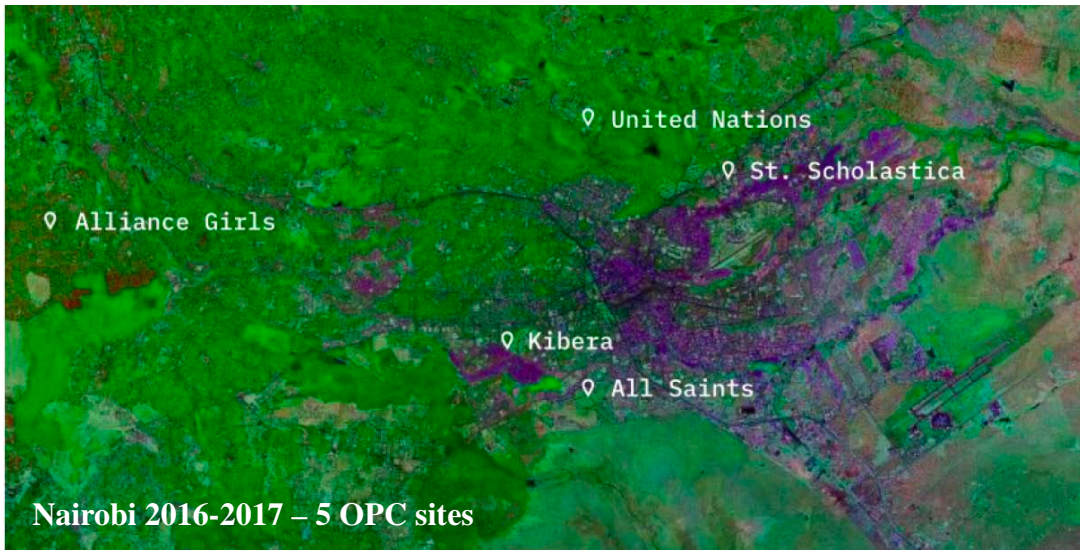 United Nations
St. Scholastica
Alliance Girls
Kibera
All Saints
Nairobi 2016-2017 – 5 OPC sites